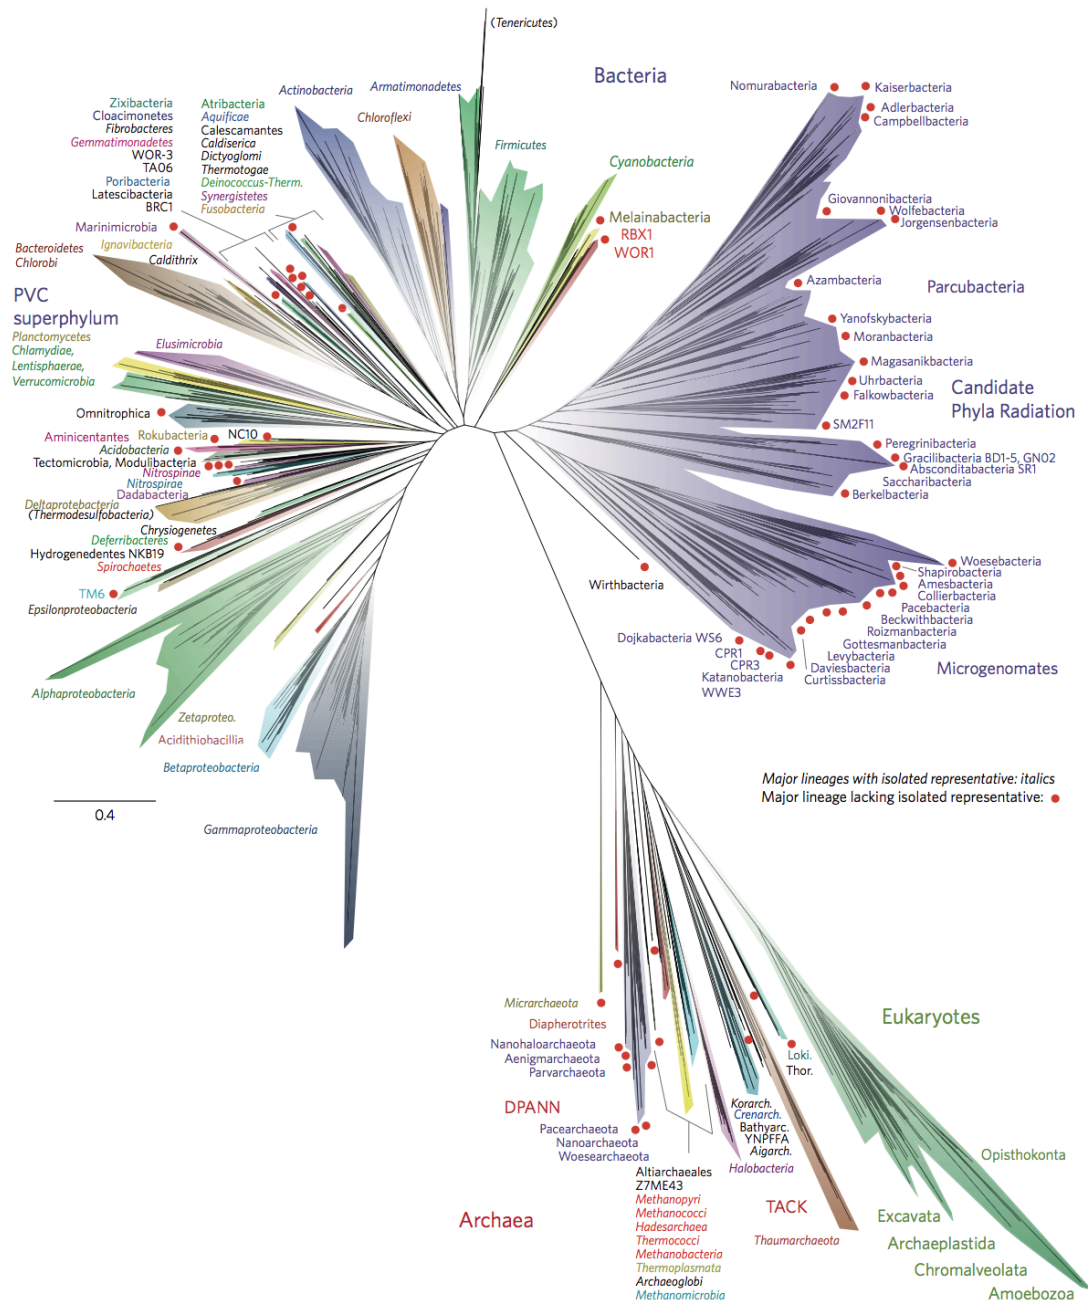 (Tenericutes)
Bacteria
Actinobacteria
Armatimonadetes
Chloroflexi
Firmicutes
Cyanobacteria
Melainabacteria
RBX1
WOR1
Zixibacteria
Cloacimonetes
Fibrobacteres
Gemmatimonadetes
WOR-3
TA06
Poribacteria
Latescibacteria
BRC1
Atribacteria
Aquificae
Calescamantes
Caldiserica
Dictyoglomi
Thermotogae
Deinococcus-Therm.
Synergistetes
Fusobacteria
Marinimicrobia
Bacteroidetes
Chlorobi
Ignavibacteria
Caldithrix
PVC
superphylum
Planctomycetes
Chlamydiae,
Lentisphaerae,
Verrucomicrobia
Elusimicrobia
Omnitrophica
Aminicentantes
Rokubacteria
NC10
Acidobacteria
Tectomicrobia, Modulibacteria
Nitrospinae
Nitrospirae
Dadabacteria
Deltaprotebacteria
(Thermodesulfobacteria)
Chrysiogenetes
Deferribacteres
Hydrogenedentes NKB19
Spirochaetes
TM6
Epsilonproteobacteria
Alphaproteobacteria
Zetaproteo.
Acidithiobacillia
Betaproteobacteria
Gammaproteobacteria
0.4
Nomurabacteria
Kaiserbacteria
Adlerbacteria
Campbellbacteria
Giovannonibacteria
Wolfebacteria
Jorgensenbacteria
Azambacteria
Parcubacteria
Yanofskybacteria
Moranbacteria
Magasanikbacteria
Uhrbacteria
Falkowbacteria
Candidate
Phyla Radiation
SM2F11
Peregrinibacteria
Gracilibacteria BD1-5, GN02
Absconditabacteria SR1
Saccharibacteria
Berkelbacteria
Woesebacteria
Shapirobacteria
Amesbacteria
Collierbacteria
Pacebacteria
Beckwithbacteria
Roizmanbacteria
Gottesmanbacteria
Levybacteria
Daviesbacteria
Curtissbacteria
Microgenomates
Wirthbacteria
Dojkabacteria WS6
CPR1
CPR3
Katanobacteria
WWE3
Major lineages with isolated representative: italics
Major lineage lacking isolated representative:
Micrarchaeota
Diapherotrites
Nanohaloarchaeota
Aenigmarchaeota
Parvarchaeota
DPANN
Pacearchaeota
Nanoarchaeota
Woesearchaeota
Archaea
Altiarchaeales
Z7ME43
Methanopyri
Methanococci
Hadesarchaea
Thermococci
Methanobacteria
Thermoplasmata
Archaeoglobi
Methanomicrobia
Halobacteria
Korarch.
Crenarch.
Bathyarc.
YNPFFA
Aigarch.
TACK
Thaumarchaeota
Loki.
Thor.
Eukaryotes
Opisthokonta
Excavata
Archaeplastida
Chromalveolata
Amoebozoa